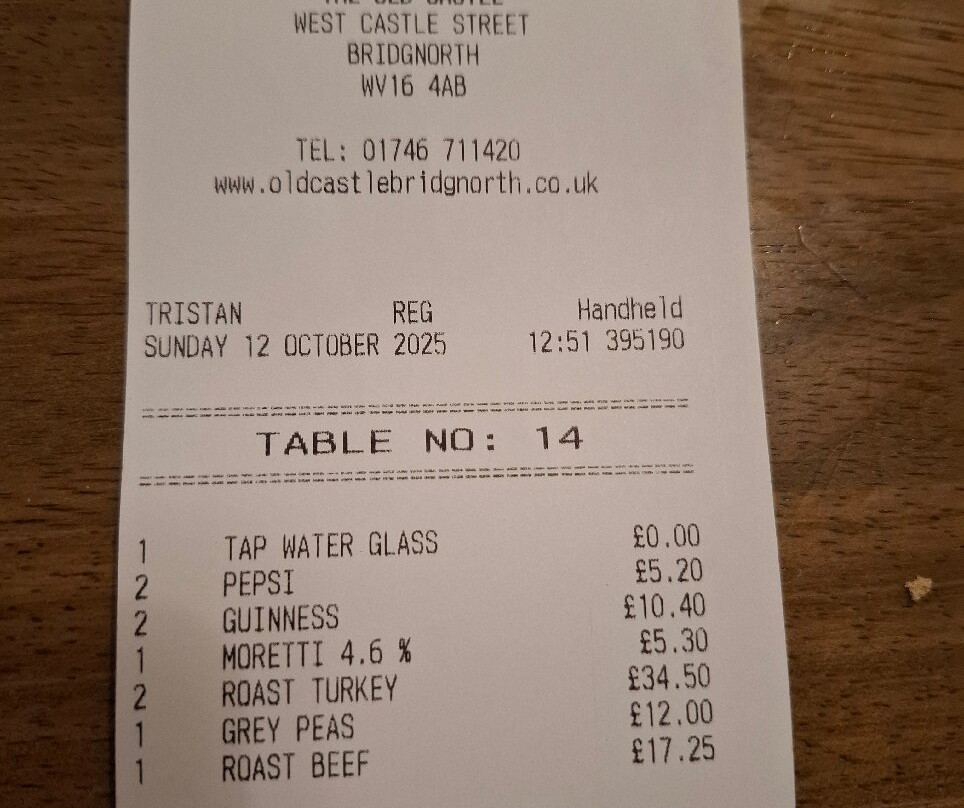 THE OLD CASTLE
WEST CASTLE STREET
BRIDGNORTH
WV16 4AB
TEL: 01746 711420
www.oldcastlebridgnorth.co.uk
TRISTAN REG Handheld
SUNDAY 12 OCTOBER 2025 12:51 395190
TABLE NO: 14
1 TAP WATER GLASS £0.00
2 PEPSI £5.20
2 GUINNESS £10.40
1 MORETTI 4.6 % £5.30
2 ROAST TURKEY £34.50
1 GREY PEAS £12.00
1 ROAST BEEF £17.25